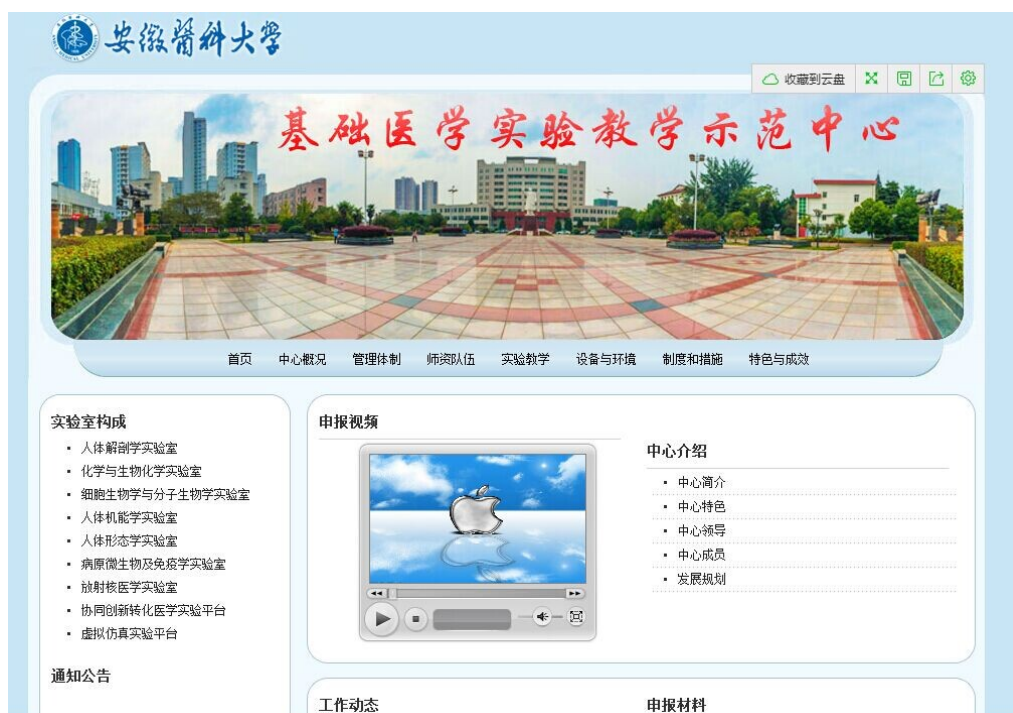 安徽醫科大学
收藏到云盘
基础医学实验教学示范中心
首页 中心概况 管理体制 师资队伍 实验教学 设备与环境 制度和措施 特色与成效
实验室构成
人体解剖学实验室
化学与生物化学实验室
细胞生物学与分子生物学实验室
人体机能学实验室
人体形态学实验室
病原微生物及免疫学实验室
放射核医学实验室
协同创新转化医学实验平台
虚拟仿真实验平台
通知公告
申报视频
中心介绍
中心简介
中心特色
中心领导
中心成员
发展规划
工作动态
申报材料